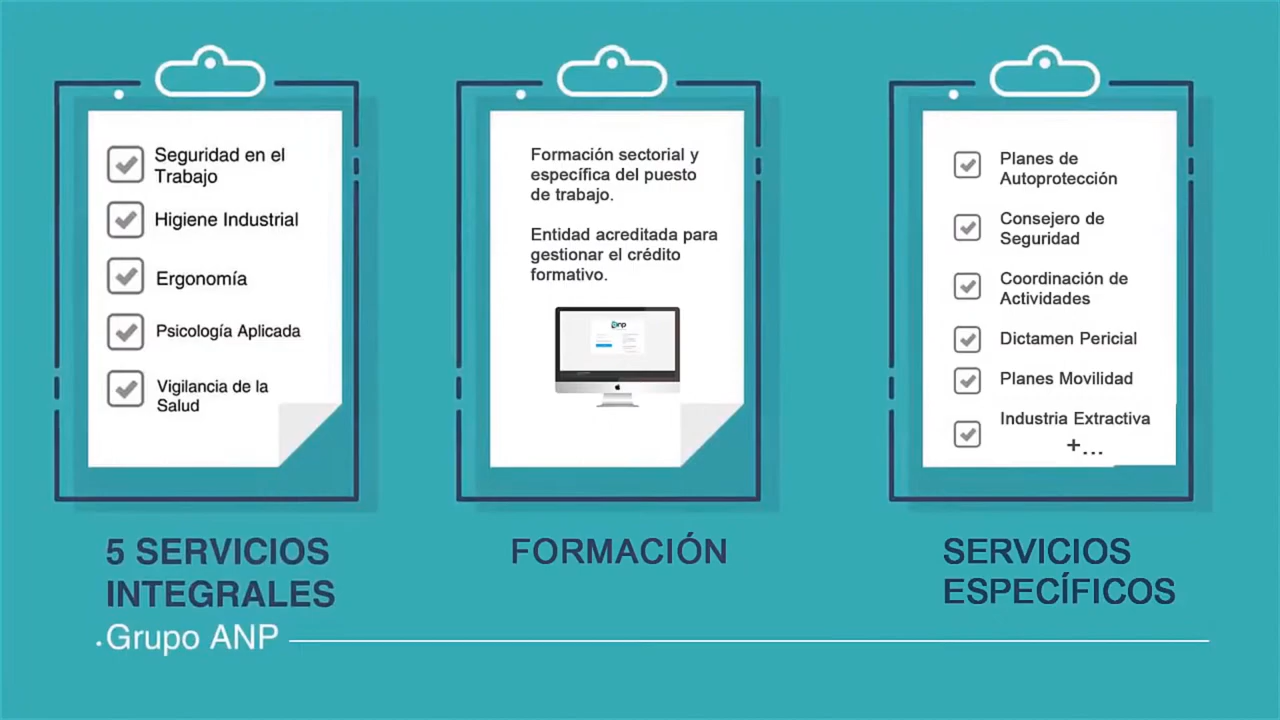 Seguridad en el
Trabajo
Higiene Industrial
Ergonomía
Psicología Aplicada
Vigilancia de la
Salud
5 SERVICIOS
INTEGRALES
Formación sectorial y
específica del puesto
de trabajo.
Entidad acreditada para
gestionar el crédito
formativo.
anp
FORMACIÓN
Planes de
Autoprotección
Consejero de
Seguridad
Coordinación de
Actividades
Dictamen Pericial
Planes Movilidad
Industria Extractiva
+...
SERVICIOS
ESPECÍFICOS
.Grupo ANP